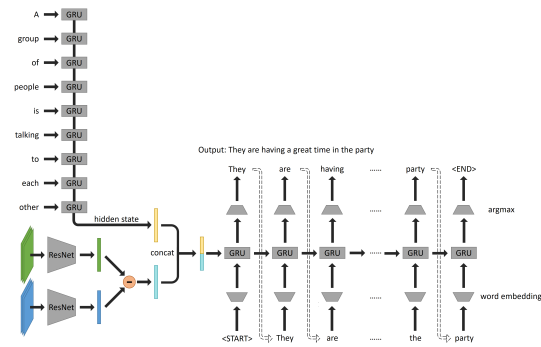 A GRU
group GRU
of GRU
people GRU
is GRU
talking GRU
to GRU
each GRU
other GRU
hidden state
Output: They are having a great time in the party
They are having ...... party <END>
argmax
ResNet
concat
-
GRU GRU GRU ...... GRU GRU
ResNet
...... word embedding
<START> They are ...... the party